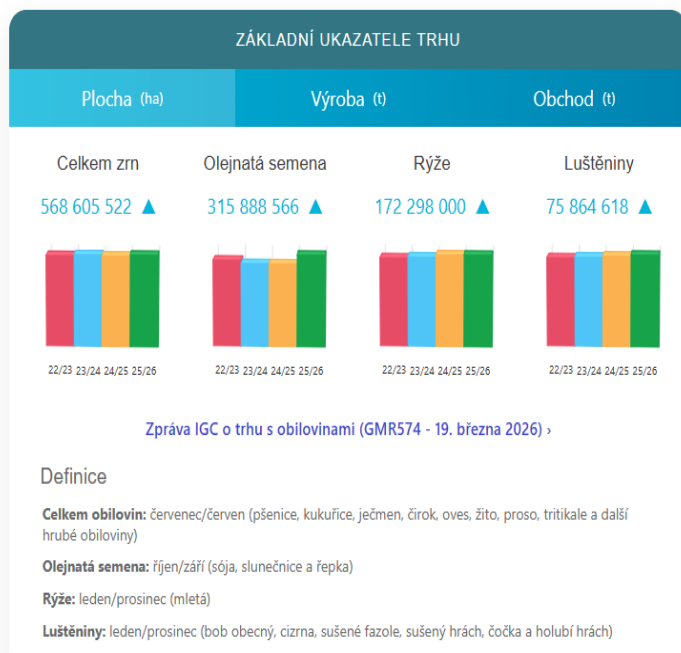 ZÁKLADNÍ UKAZATELE TRHU
Plocha (ha)
Výroba (t)
Obchod (t)
Celkem zrn
Olejnatá semena
Rýže
Luštěniny
568 605 522 ▲
315 888 566 ▲
172 298 000 ▲
75 864 618 ▲
22/23 23/24 24/25 25/26
22/23 23/24 24/25 25/26
22/23 23/24 24/25 25/26
22/23 23/24 24/25 25/26
Zpráva IGC o trhu s obilovinami (GMR574 - 19. března 2026) ›
Definice
Celkem obilovin: červenec/červen (pšenice, kukuřice, ječmen, čirok, oves, žito, proso, tritikale a další
hrubé obiloviny)
Olejnatá semena: říjen/září (sója, slunečnice a řepka)
Rýže: leden/prosinec (mletá)
Luštěniny: leden/prosinec (bob obecný, cizrna, sušené fazole, sušený hrách, čočka a holubí hrách)